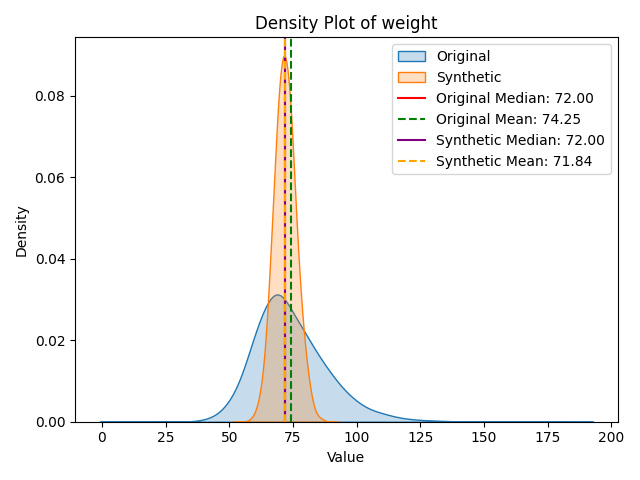 Density Plot of weight
Original
Synthetic
Original Median: 72.00
Original Mean: 74.25
Synthetic Median: 72.00
Synthetic Mean: 71.84
Density
0.08
0.06
0.04
0.02
0.00
0 25 50 75 100 125 150 175 200
Value